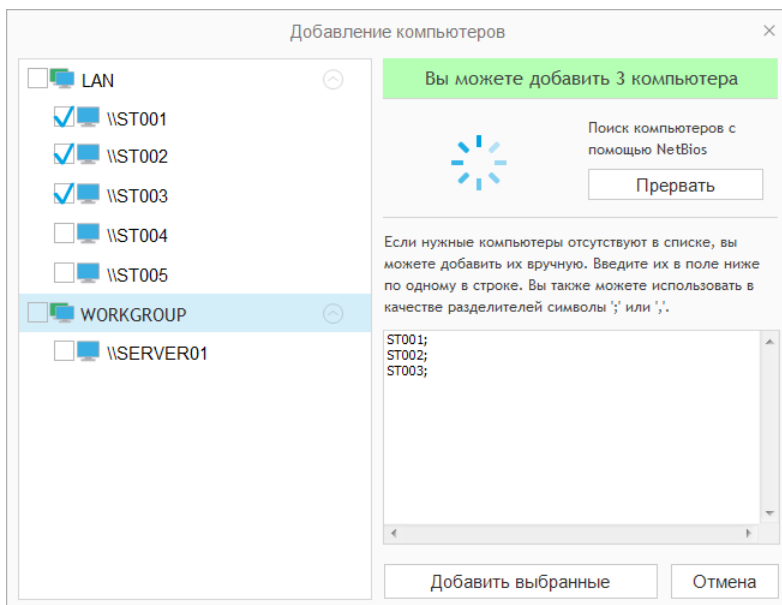 Добавление компьютеров
LAN
\\ST001
\\ST002
\\ST003
\\ST004
\\ST005
WORKGROUP
\\SERVER01
Вы можете добавить 3 компьютера
Поиск компьютеров с
помощью NetBios
Прервать
Если нужные компьютеры отсутствуют в списке, вы
можете добавить их вручную. Введите их в поле ниже
по одному в строке. Вы также можете использовать в
качестве разделителей символы ';' или ','.
ST001;
ST002;
ST003;
Добавить выбранные
Отмена